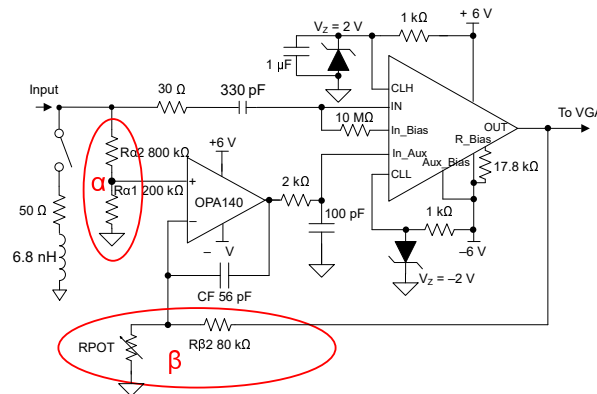 VZ = 2 V
1 kΩ
+ 6 V
1 μF
CLH
Input
30 Ω
330 pF
IN
10 MΩ
In_Bias
OUT
To VGA
R_Bias
Rα2 800 kΩ
+6 V
In_Aux
Aux_Bias
α
Rα1 200 kΩ
+
OPA140
2 kΩ
CLL
17.8 kΩ
50 Ω
–
100 pF
1 kΩ
6.8 nH
– V
–6 V
CF 56 pF
VZ = –2 V
RPOT
β
Rβ2 80 kΩ